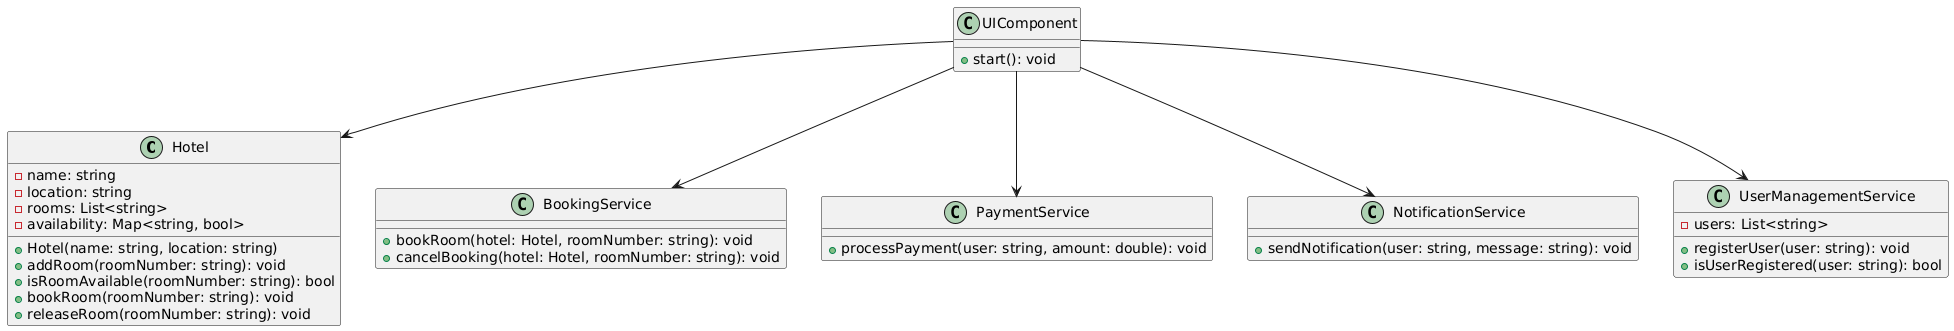 C UIComponent
start(): void
C Hotel
name: string
location: string
rooms: List<string>
availability: Map<string, bool>
Hotel(name: string, location: string)
addRoom(roomNumber: string): void
isRoomAvailable(roomNumber: string): bool
bookRoom(roomNumber: string): void
releaseRoom(roomNumber: string): void
C BookingService
bookRoom(hotel: Hotel, roomNumber: string): void
cancelBooking(hotel: Hotel, roomNumber: string): void
C PaymentService
processPayment(user: string, amount: double): void
C NotificationService
sendNotification(user: string, message: string): void
C UserManagementService
users: List<string>
registerUser(user: string): void
isUserRegistered(user: string): bool